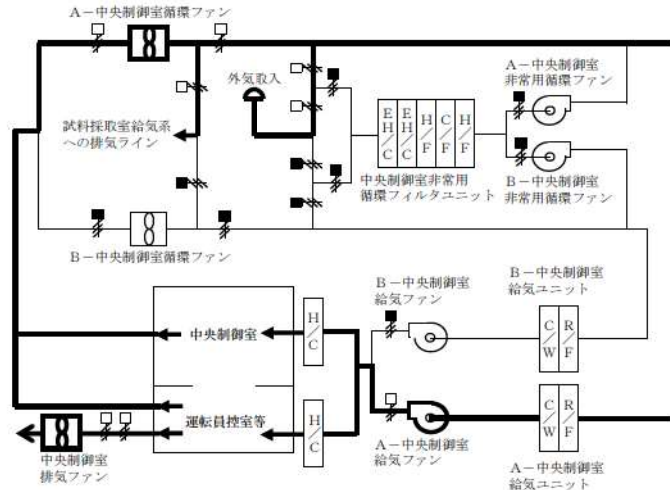 A－中央制御室循環ファン
外気取入
A－中央制御室
非常用循環ファン
試料採取室給気系
への排気ライン
E
H
/
C
E
H
/
C
H
/
F
C
/
F
H
/
F
中央制御室非常用
循環フィルタユニット
B－中央制御室
非常用循環ファン
B－中央制御室循環ファン
B－中央制御室
給気ファン
B－中央制御室
給気ユニット
中央制御室
H
/
C
C
/
W
R
/
F
運転員控室等
H
/
C
C
/
W
R
/
F
中央制御室
排気ファン
A－中央制御室
給気ファン
A－中央制御室
給気ユニット